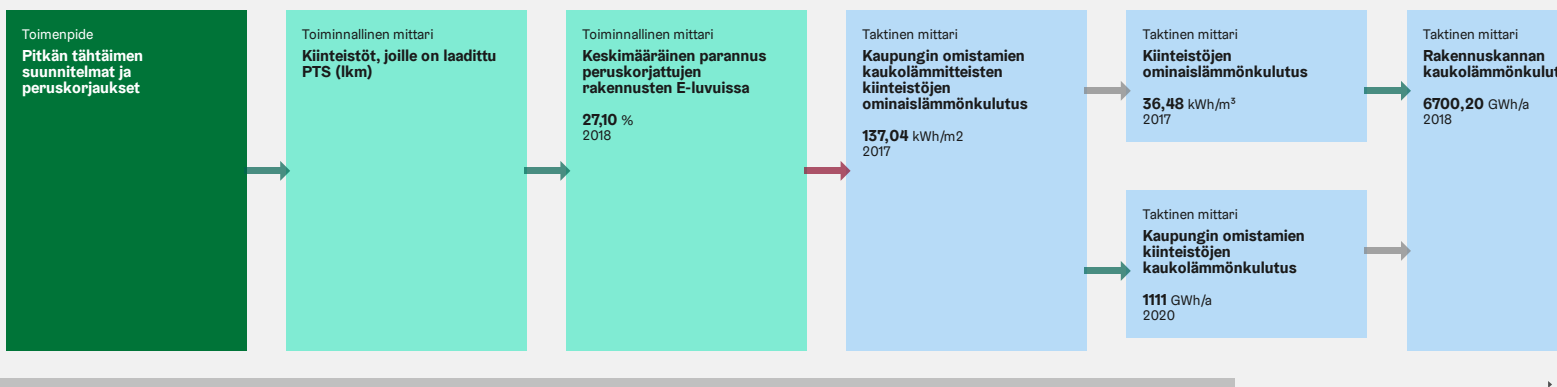 Toimenpide
Pitkän tähtäimen
suunnitelmat ja
peruskorjaukset
Toiminnallinen mittari
Kiinteistöt, joille on laadittu
PTS (lkm)
Toiminnallinen mittari
Keskimääräinen parannus
peruskorjattujen
rakennusten E-luvuissa
27,10 %
2018
Taktinen mittari
Kaupungin omistamien
kaukolämmitteisten
kiinteistöjen
ominaislämmönkulutus
137,04 kWh/m2
2017
Taktinen mittari
Kiinteistöjen
ominaislämmönkulutus
36,48 kWh/m³
2017
Taktinen mittari
Kaupungin omistamien
kiinteistöjen
kaukolämmönkulutus
1111 GWh/a
2020
Taktinen mittari
Rakennuskannan
kaukolämmönkulut
6700,20 GWh/a
2018